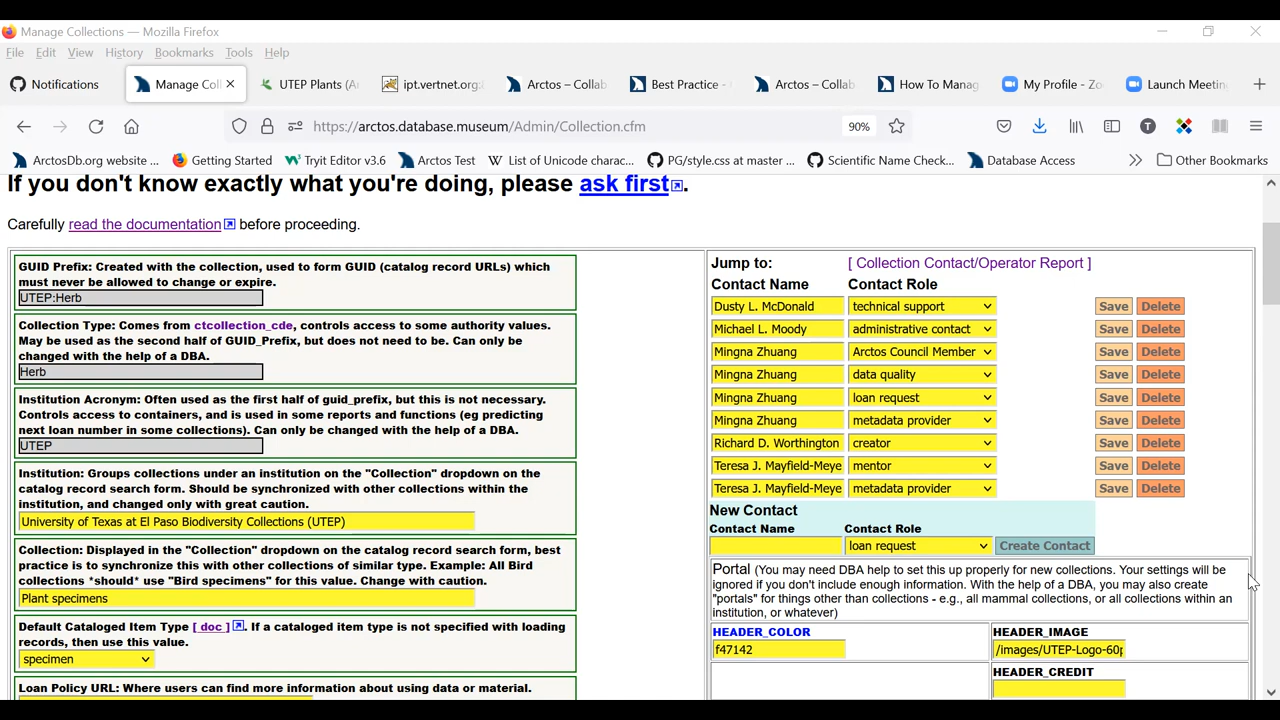 Manage Collections — Mozilla Firefox
File Edit View History Bookmarks Tools Help
Notifications
Manage Coll
UTEP Plants (Ar
ipt.vertnet.org:
Arctos – Collab
Best Practice -
Arctos – Collab
How To Manag
My Profile - Zo
Launch Meetin
https://arctos.database.museum/Admin/Collection.cfm
90%
ArctosDb.org website ...
Getting Started
Tryit Editor v3.6
Arctos Test
List of Unicode charac...
PG/style.css at master ...
Scientific Name Check...
Database Access
Other Bookmarks
If you don't know exactly what you're doing, please ask first.
Carefully read the documentation before proceeding.
GUID Prefix: Created with the collection, used to form GUID (catalog record URLs) which
must never be allowed to change or expire.
UTEP:Herb
Collection Type: Comes from ctcollection_cde, controls access to some authority values.
May be used as the second half of GUID_Prefix, but does not need to be. Can only be
changed with the help of a DBA.
Herb
Institution Acronym: Often used as the first half of guid_prefix, but this is not necessary.
Controls access to containers, and is used in some reports and functions (eg predicting
next loan number in some collections). Can only be changed with the help of a DBA.
UTEP
Institution: Groups collections under an institution on the "Collection" dropdown on the
catalog record search form. Should be synchronized with other collections within the
institution, and changed only with great caution.
University of Texas at El Paso Biodiversity Collections (UTEP)
Collection: Displayed in the "Collection" dropdown on the catalog record search form, best
practice is to synchronize this with other collections of similar type. Example: All Bird
collections *should* use "Bird specimens" for this value. Change with caution.
Plant specimens
Default Cataloged Item Type [ doc ]. If a cataloged item type is not specified with loading
records, then use this value.
specimen
Loan Policy URL: Where users can find more information about using data or material.
Jump to: [ Collection Contact/Operator Report ]
Contact Name Contact Role
Dusty L. McDonald technical support Save Delete
Michael L. Moody administrative contact Save Delete
Mingna Zhuang Arctos Council Member Save Delete
Mingna Zhuang data quality Save Delete
Mingna Zhuang loan request Save Delete
Mingna Zhuang metadata provider Save Delete
Richard D. Worthington creator Save Delete
Teresa J. Mayfield-Meye mentor Save Delete
Teresa J. Mayfield-Meye metadata provider Save Delete
New Contact
Contact Name Contact Role
loan request Create Contact
Portal (You may need DBA help to set this up properly for new collections. Your settings will be
ignored if you don't include enough information. With the help of a DBA, you may also create
"portals" for things other than collections - e.g., all mammal collections, or all collections within an
institution, or whatever)
HEADER_COLOR HEADER_IMAGE
f47142 /images/UTEP-Logo-60p
HEADER_CREDIT